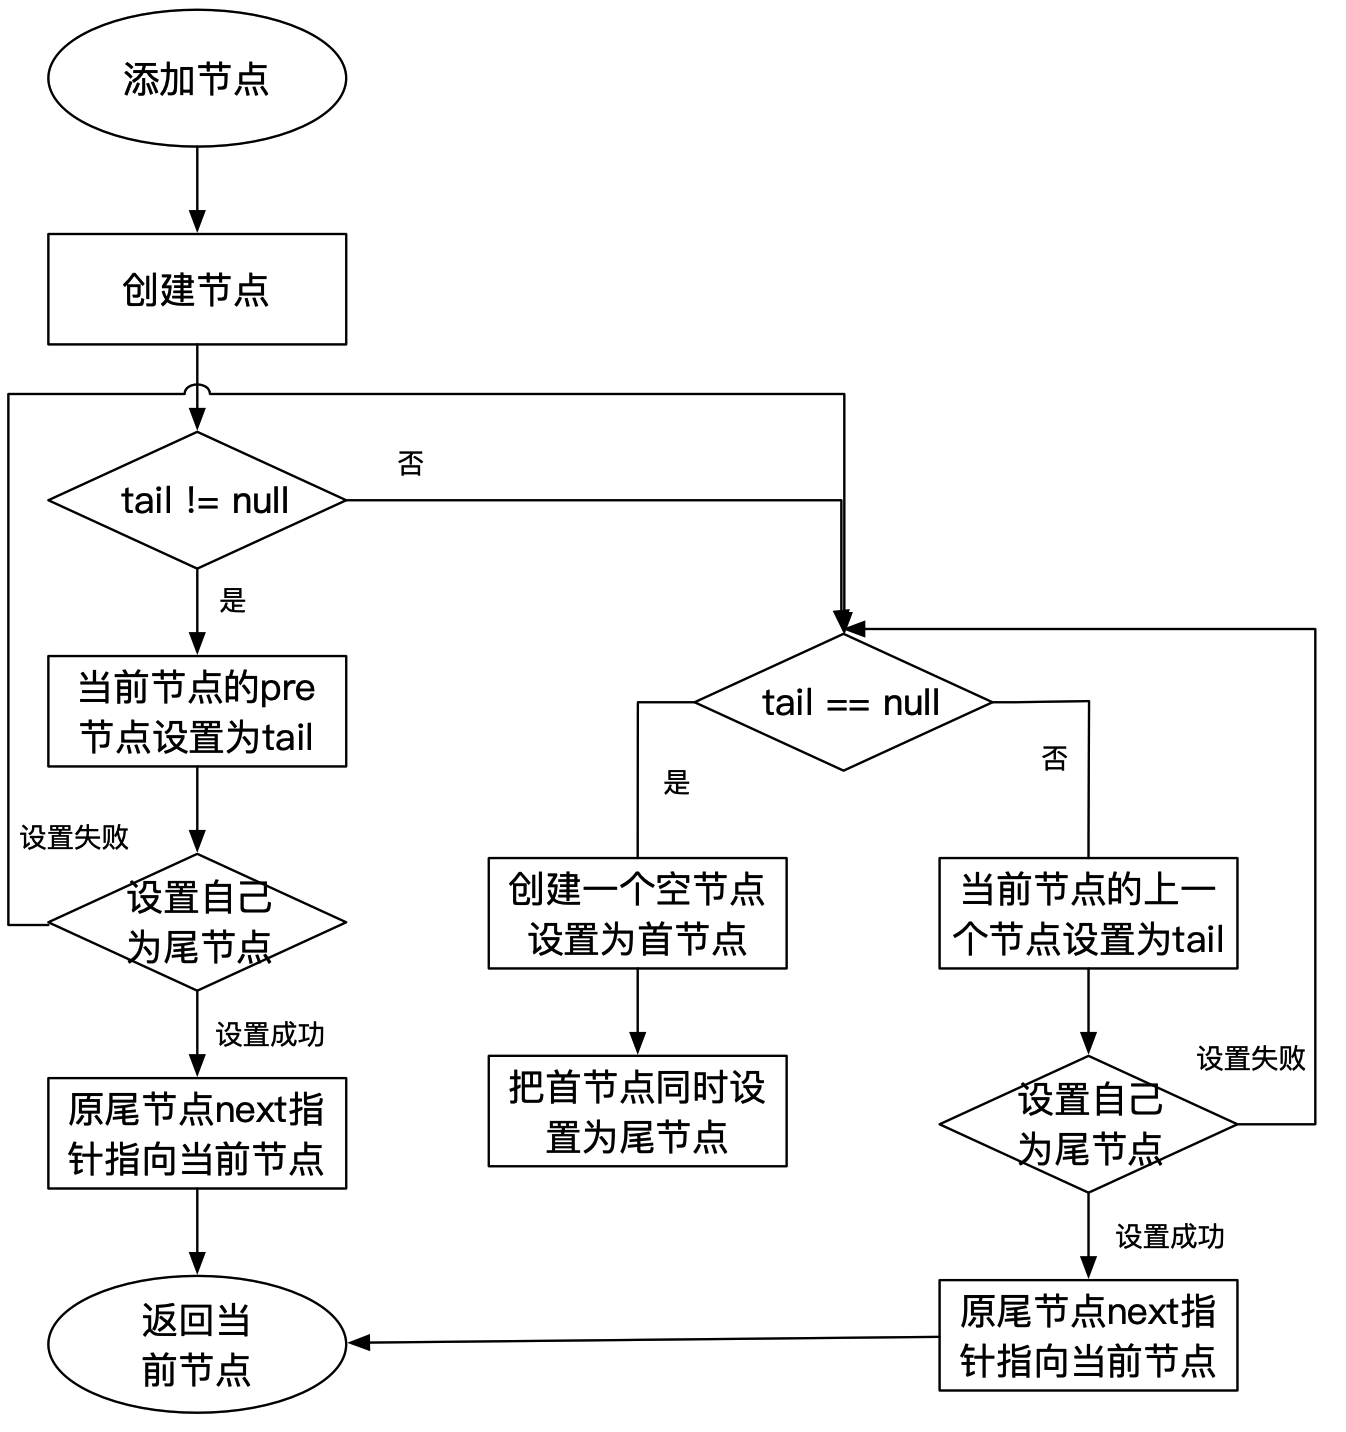 添加节点
创建节点
tail != null
否
是
当前节点的pre
节点设置为tail
设置失败
设置自己
为尾节点
设置成功
原尾节点next指
针指向当前节点
返回当
前节点
tail == null
是
否
创建一个空节点
设置为首节点
把首节点同时设
置为尾节点
当前节点的上一
个节点设置为tail
设置失败
设置自己
为尾节点
设置成功
原尾节点next指
针指向当前节点